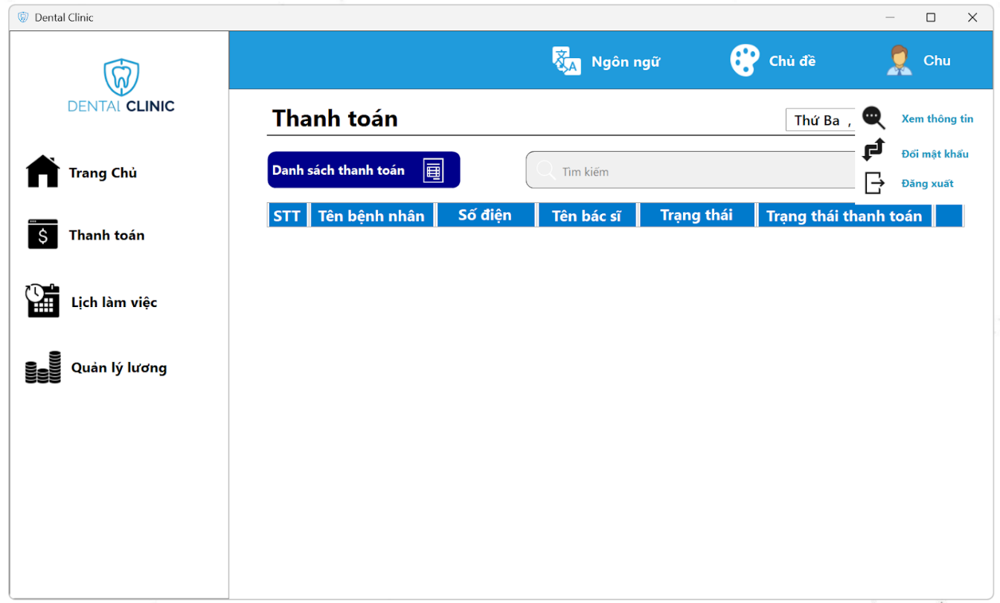 Dental Clinic
DENTAL CLINIC
Ngôn ngữ
Chủ đề
Chu
Thanh toán
Thứ Ba ,
Xem thông tin
Đổi mật khẩu
Đăng xuất
Trang Chủ
Thanh toán
Lịch làm việc
Quản lý lương
Danh sách thanh toán
Tìm kiếm
STT Tên bệnh nhân Số điện Tên bác sĩ Trạng thái Trạng thái thanh toán